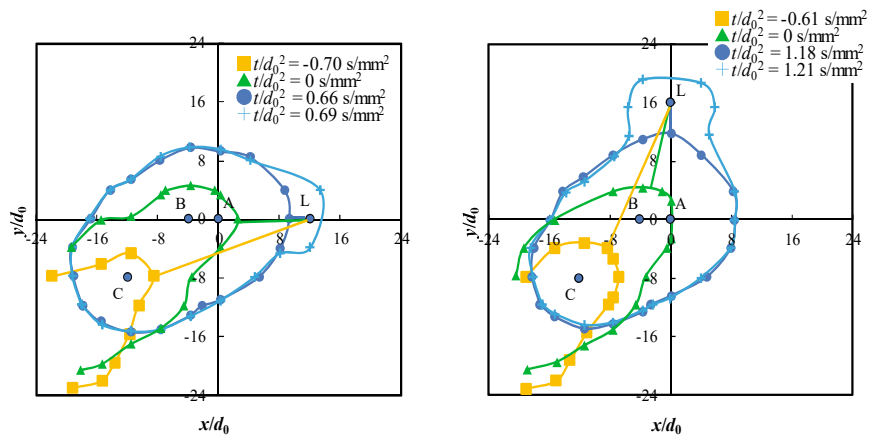 t/d₀² = -0.70 s/mm²
t/d₀² = 0 s/mm²
t/d₀² = 0.66 s/mm²
t/d₀² = 0.69 s/mm²
24
16
8
0
-8
-16
-24
-24
-16
-8
0
8
16
24
B
A
L
C
y/d₀
x/d₀
t/d₀² = -0.61 s/mm²
t/d₀² = 0 s/mm²
t/d₀² = 1.18 s/mm²
t/d₀² = 1.21 s/mm²
24
16
8
0
-8
-16
-24
-24
-16
-8
0
8
16
24
L
B
A
C
y/d₀
x/d₀